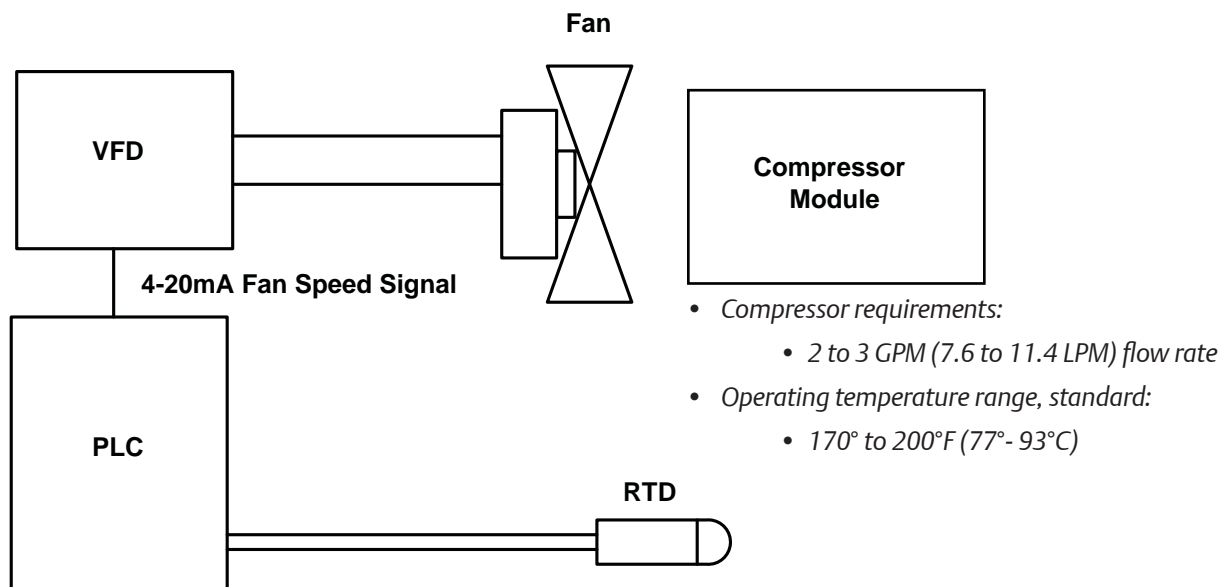 Fan
VFD
Compressor
Module
4-20mA Fan Speed Signal
• Compressor requirements:
• 2 to 3 GPM (7.6 to 11.4 LPM) flow rate
• Operating temperature range, standard:
• 170° to 200°F (77°- 93°C)
PLC
RTD